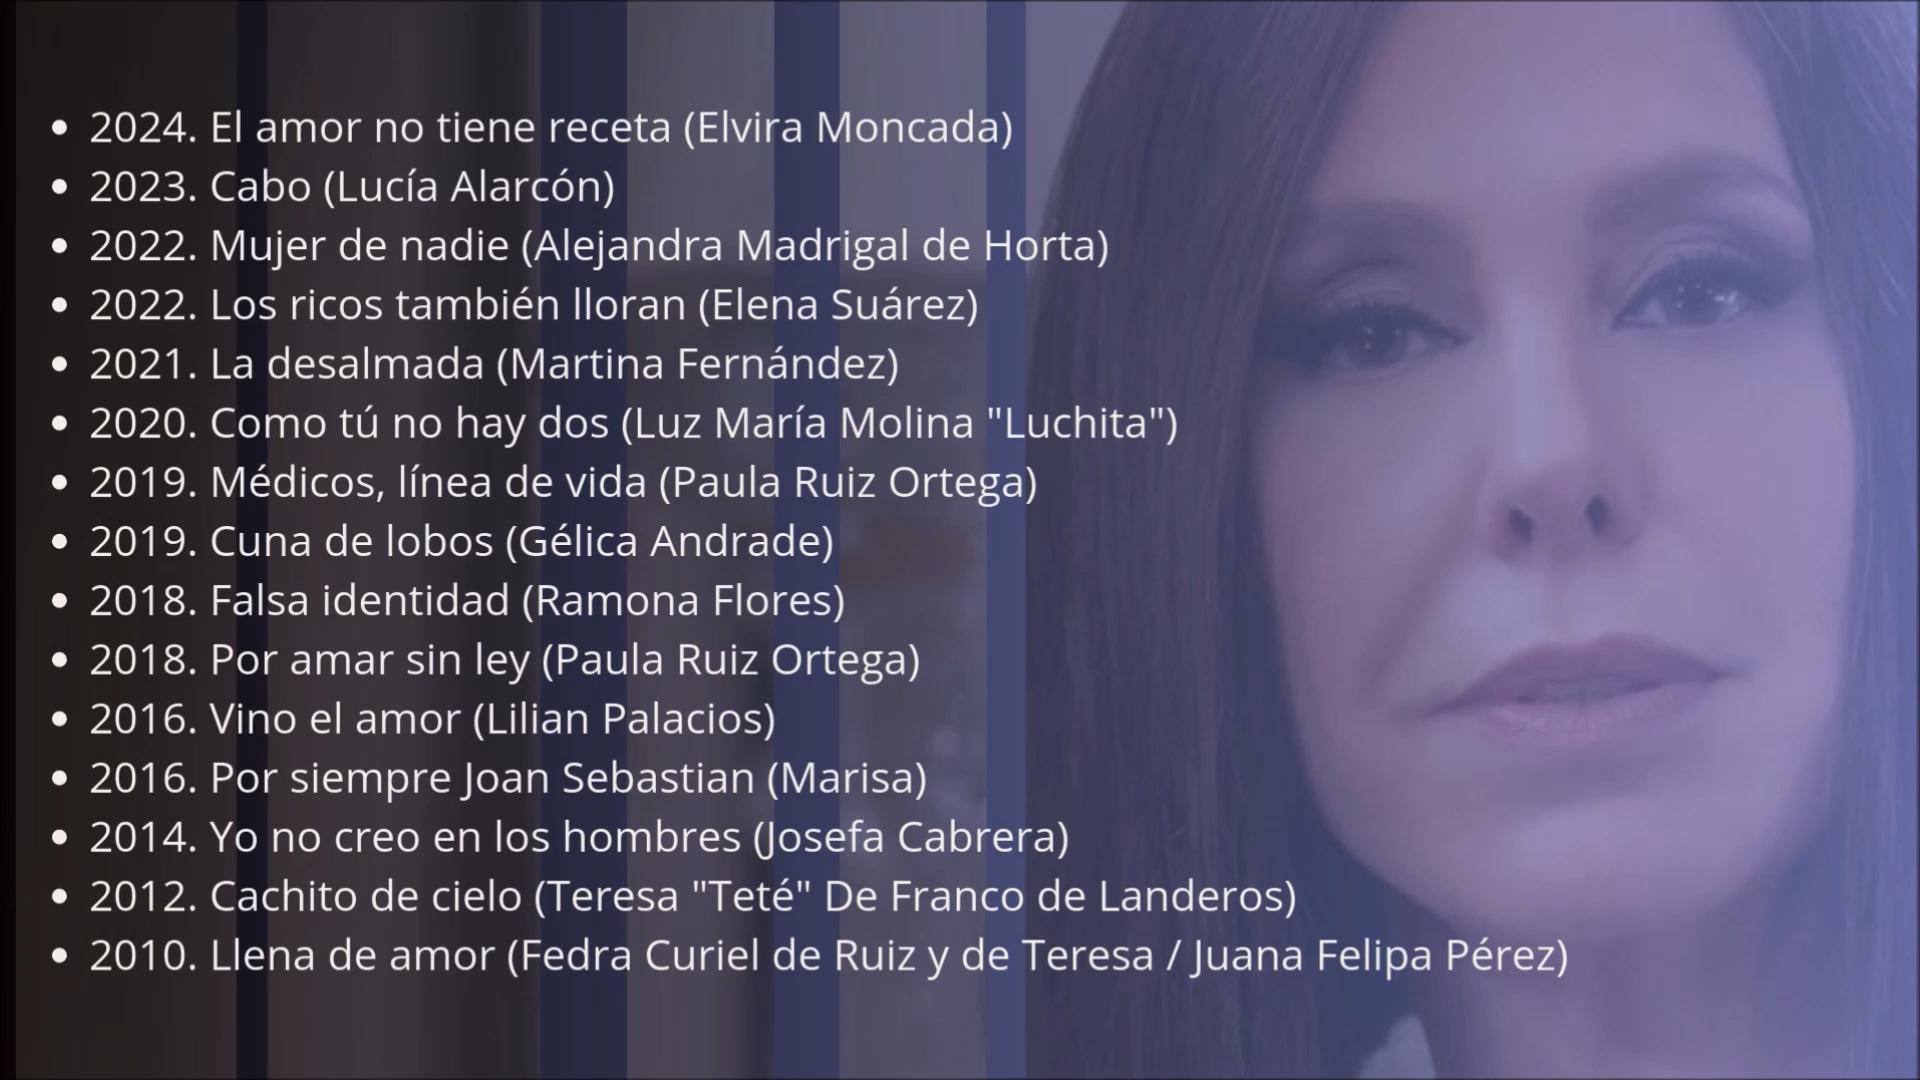 • 2024. El amor no tiene receta (Elvira Moncada)
• 2023. Cabo (Lucía Alarcón)
• 2022. Mujer de nadie (Alejandra Madrigal de Horta)
• 2022. Los ricos también lloran (Elena Suárez)
• 2021. La desalmada (Martina Fernández)
• 2020. Como tú no hay dos (Luz María Molina "Luchita")
• 2019. Médicos, línea de vida (Paula Ruiz Ortega)
• 2019. Cuna de lobos (Gélica Andrade)
• 2018. Falsa identidad (Ramona Flores)
• 2018. Por amar sin ley (Paula Ruiz Ortega)
• 2016. Vino el amor (Lilian Palacios)
• 2016. Por siempre Joan Sebastian (Marisa)
• 2014. Yo no creo en los hombres (Josefa Cabrera)
• 2012. Cachito de cielo (Teresa "Teté" De Franco de Landeros)
• 2010. Llena de amor (Fedra Curiel de Ruiz y de Teresa / Juana Felipa Pérez)